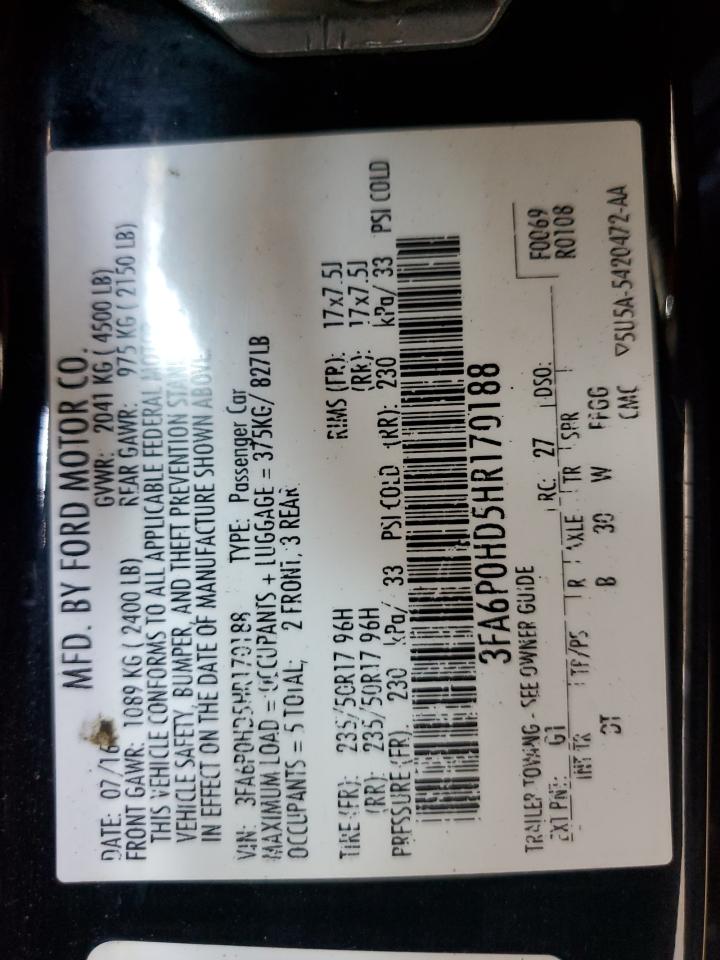 MFD. BY FORD MOTOR CO.
DATE: 07/16 GVWR: 2041 KG ( 4500 LB)
FRONT GAWR: 1089 KG ( 2400 LB) REAR GAWR: 975 KG ( 2150 LB)
THIS VEHICLE CONFORMS TO ALL APPLICABLE FEDERAL
VEHICLE SAFETY, BUMPER, AND THEFT PREVENTION
IN EFFECT ON THE DATE OF MANUFACTURE SHOWN ABOVE
VIN: 3FA6P0HD5HR170188 TYPE: Passenger Car
MAXIMUM LOAD = OCCUPANTS + LUGGAGE = 375KG/ 827LB
OCCUPANTS = 5 TOTAL; 2 FRONT, 3 REAR
TIRE (FR): 235/50R17 96H RIMS (FR): 17x7.5J
(RR): 235/50R17 96H (RR): 17x7.5J
PRESSURE (FR) 230 kPa/ 33 PSI COLD (RR): 230 kPa/ 33 PSI COLD
3FA6P0HD5HR170188
TRAILER TOWING - SEE OWNER GUIDE
EXT PNT: G1 RC: 27 DSO: F0069
R0108
INT TR TP/PS R AXLE TR SPR
DT B 30 W FFGG
CMC ▽5U5A-5420472-AA